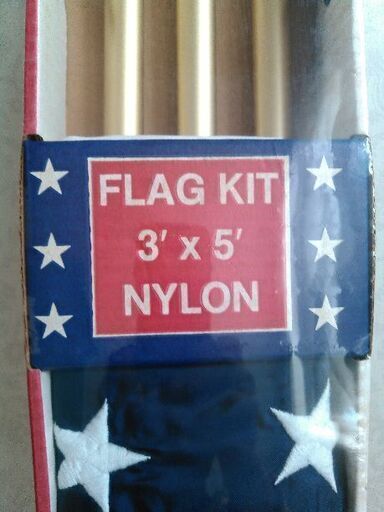 FLAG KIT
3' x 5'
NYLON